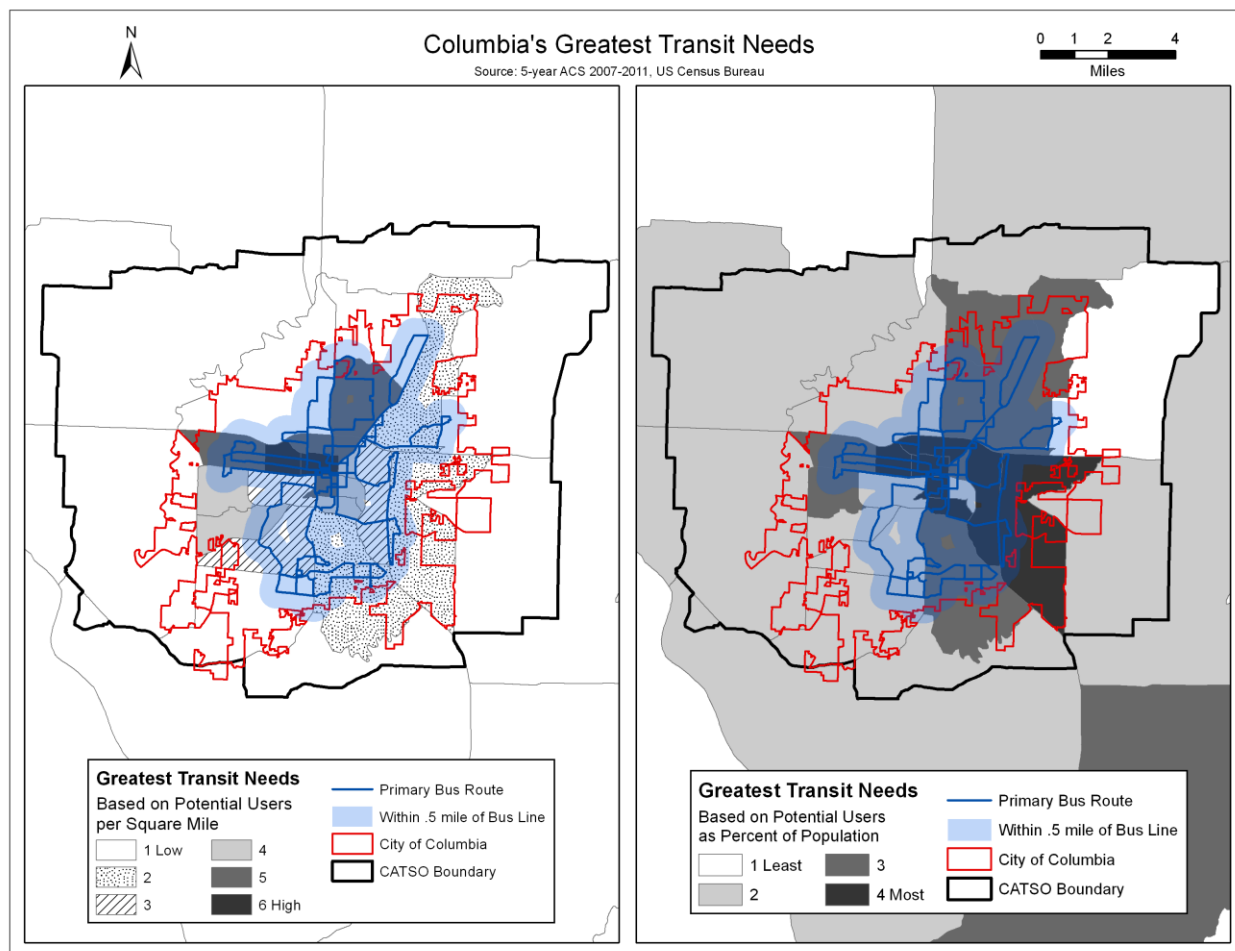 N
Columbia's Greatest Transit Needs
Source: 5-year ACS 2007-2011, US Census Bureau
0 1 2 4
Miles
Greatest Transit Needs
Based on Potential Users
per Square Mile
1 Low
2
3
4
5
6 High
Primary Bus Route
Within .5 mile of Bus Line
City of Columbia
CATSO Boundary
Greatest Transit Needs
Based on Potential Users
as Percent of Population
1 Least
2
3
4 Most
Primary Bus Route
Within .5 mile of Bus Line
City of Columbia
CATSO Boundary